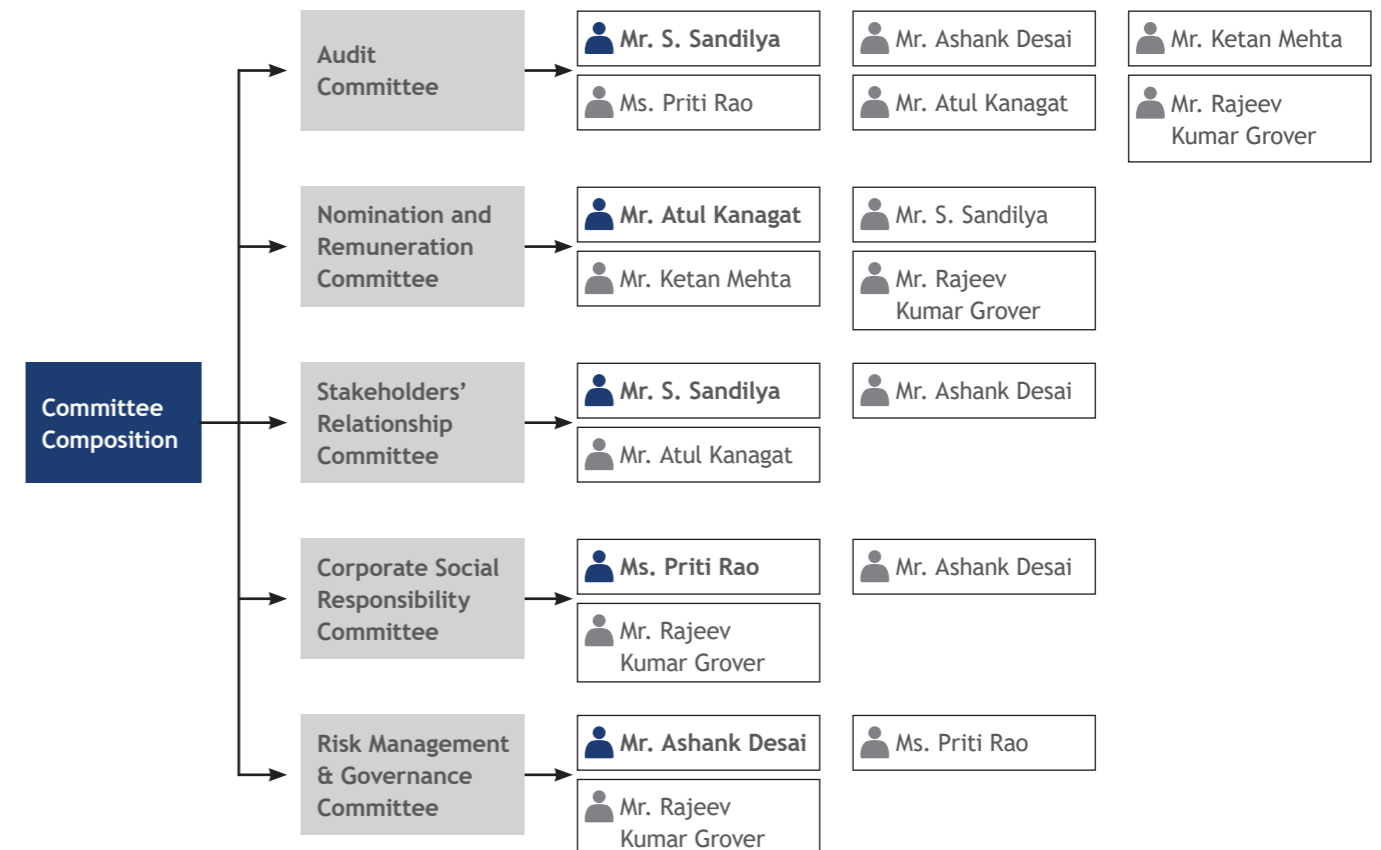 Committee
Composition
Audit
Committee
Mr. S. Sandilya
Mr. Ashank Desai
Mr. Ketan Mehta
Ms. Priti Rao
Mr. Atul Kanagat
Mr. Rajeev
Kumar Grover
Nomination and
Remuneration
Committee
Mr. Atul Kanagat
Mr. S. Sandilya
Mr. Ketan Mehta
Mr. Rajeev
Kumar Grover
Stakeholders’
Relationship
Committee
Mr. S. Sandilya
Mr. Ashank Desai
Mr. Atul Kanagat
Corporate Social
Responsibility
Committee
Ms. Priti Rao
Mr. Ashank Desai
Mr. Rajeev
Kumar Grover
Risk Management
& Governance
Committee
Mr. Ashank Desai
Ms. Priti Rao
Mr. Rajeev
Kumar Grover